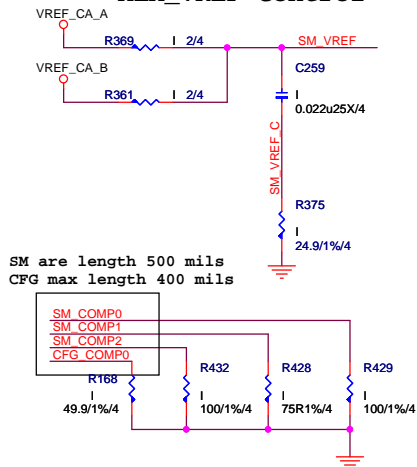 VREF_CA_A
R369 I 2/4
SM_VREF
VREF_CA_B
R361 I 2/4
C259
I
0.022u25X/4
SM_VREF_C
R375
I
24.9/1%/4
SM are length 500 mils
CFG max length 400 mils
SM_COMP0
SM_COMP1
SM_COMP2
CFG_COMP0
R168
I
49.9/1%/4
R432
I
100/1%/4
R428
I
75R1%/4
R429
I
100/1%/4